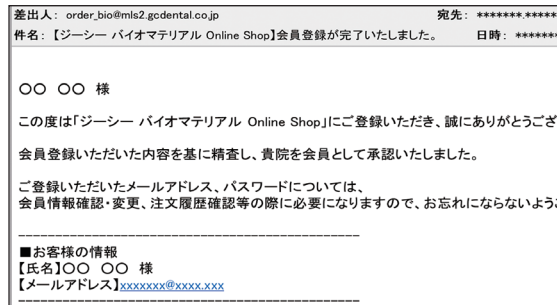 差出人： order_bio@mls2.gcdental.co.jp 宛先： *******.*****
件名： 【ジーシー バイオマテリアル Online Shop】会員登録が完了いたしました。 日時： *******
〇〇 〇〇 様
この度は「ジーシー バイオマテリアル Online Shop」にご登録いただき、誠にありがとうござ
会員登録いただいた内容を基に精査し、貴院を会員として承認いたしました。
ご登録いただいたメールアドレス、パスワードについては、
会員情報確認・変更、注文履歴確認等の際に必要になりますので、お忘れにならないよう
------------------------------------------------
■お客様の情報
【氏名】〇〇 〇〇 様
【メールアドレス】xxxxxxx@xxxx.xxx
------------------------------------------------